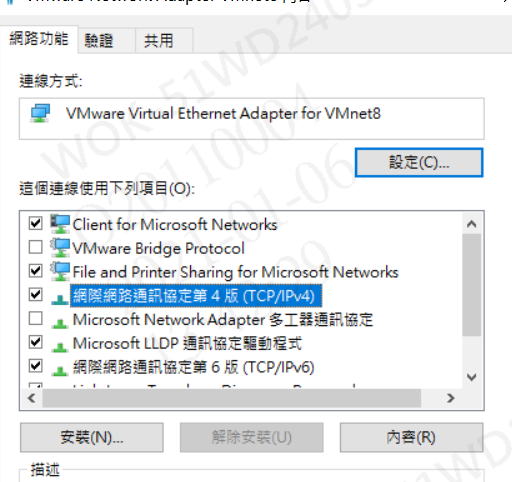 網路功能 驗證 共用
連線方式:
VMware Virtual Ethernet Adapter for VMnet8
設定(C)...
這個連線使用下列項目(O):
Client for Microsoft Networks
VMware Bridge Protocol
File and Printer Sharing for Microsoft Networks
網際網路通訊協定第 4 版 (TCP/IPv4)
Microsoft Network Adapter 多工器通訊協定
Microsoft LLDP 通訊協定驅動程式
網際網路通訊協定第 6 版 (TCP/IPv6)
安裝(N)... 解除安裝(U) 內容(R)
描述